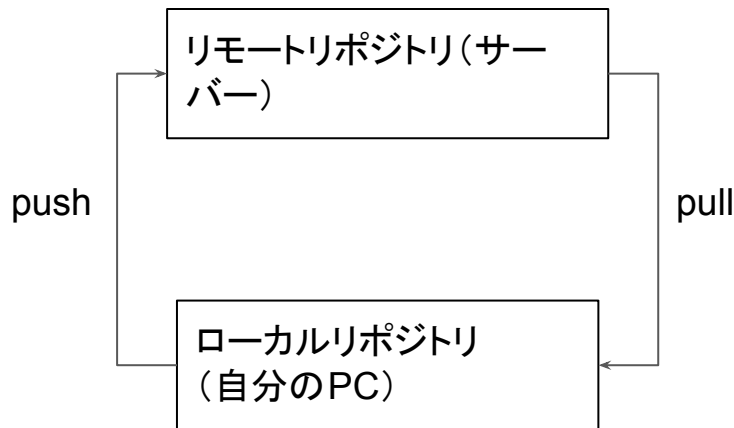 リモートリポジトリ（サー
バー）
push
pull
ローカルリポジトリ
（自分のPC）